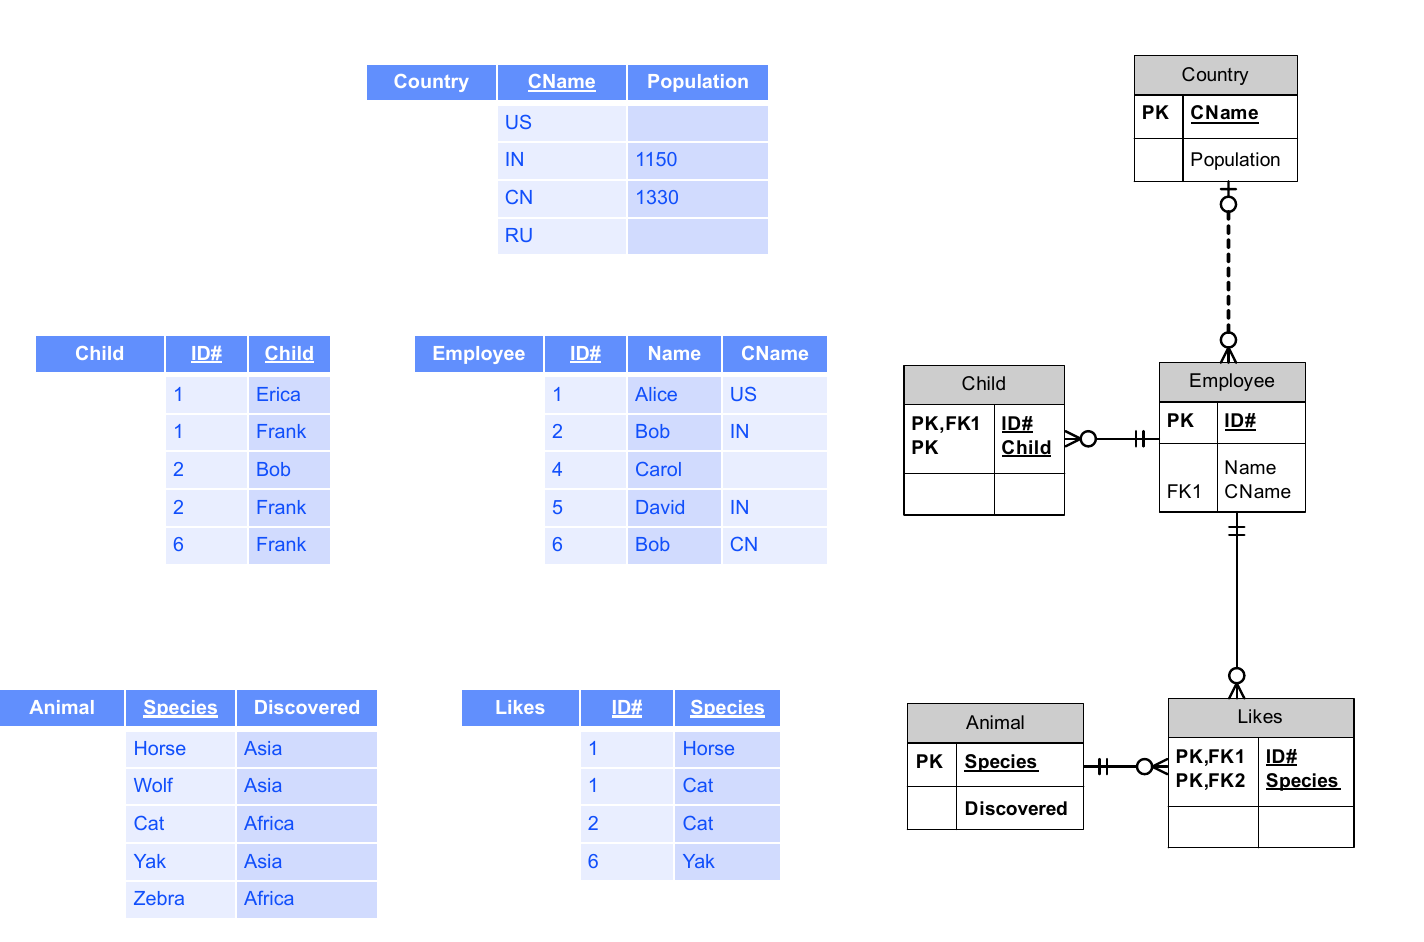 Country CName Population
US
IN 1150
CN 1330
RU
Child ID# Child
1 Erica
1 Frank
2 Bob
2 Frank
6 Frank
Employee ID# Name CName
1 Alice US
2 Bob IN
4 Carol
5 David IN
6 Bob CN
Animal Species Discovered
Horse Asia
Wolf Asia
Cat Africa
Yak Asia
Zebra Africa
Likes ID# Species
1 Horse
1 Cat
2 Cat
6 Yak
Country
PK CName
Population
Child
PK,FK1 ID#
PK Child
Employee
PK ID#
Name
FK1 CName
Animal
PK Species
Discovered
Likes
PK,FK1 ID#
PK,FK2 Species